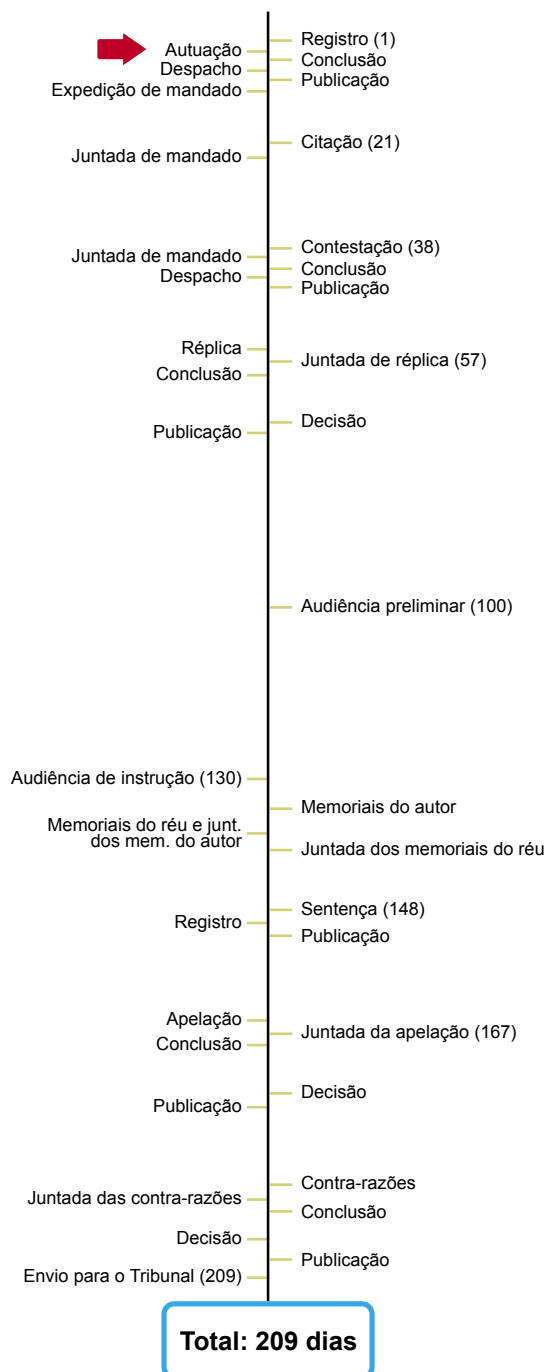 Registro (1)
Autuação
Conclusão
Despacho
Publicação
Expedição de mandado
Citação (21)
Juntada de mandado
Contestação (38)
Juntada de mandado
Conclusão
Despacho
Publicação
Réplica
Juntada de réplica (57)
Conclusão
Decisão
Publicação
Audiência preliminar (100)
Audiência de instrução (130)
Memoriais do autor
Memoriais do réu e junt.
dos mem. do autor
Juntada dos memoriais do réu
Sentença (148)
Registro
Publicação
Apelação
Juntada da apelação (167)
Conclusão
Decisão
Publicação
Contra-razões
Juntada das contra-razões
Conclusão
Decisão
Publicação
Envio para o Tribunal (209)
Total: 209 dias